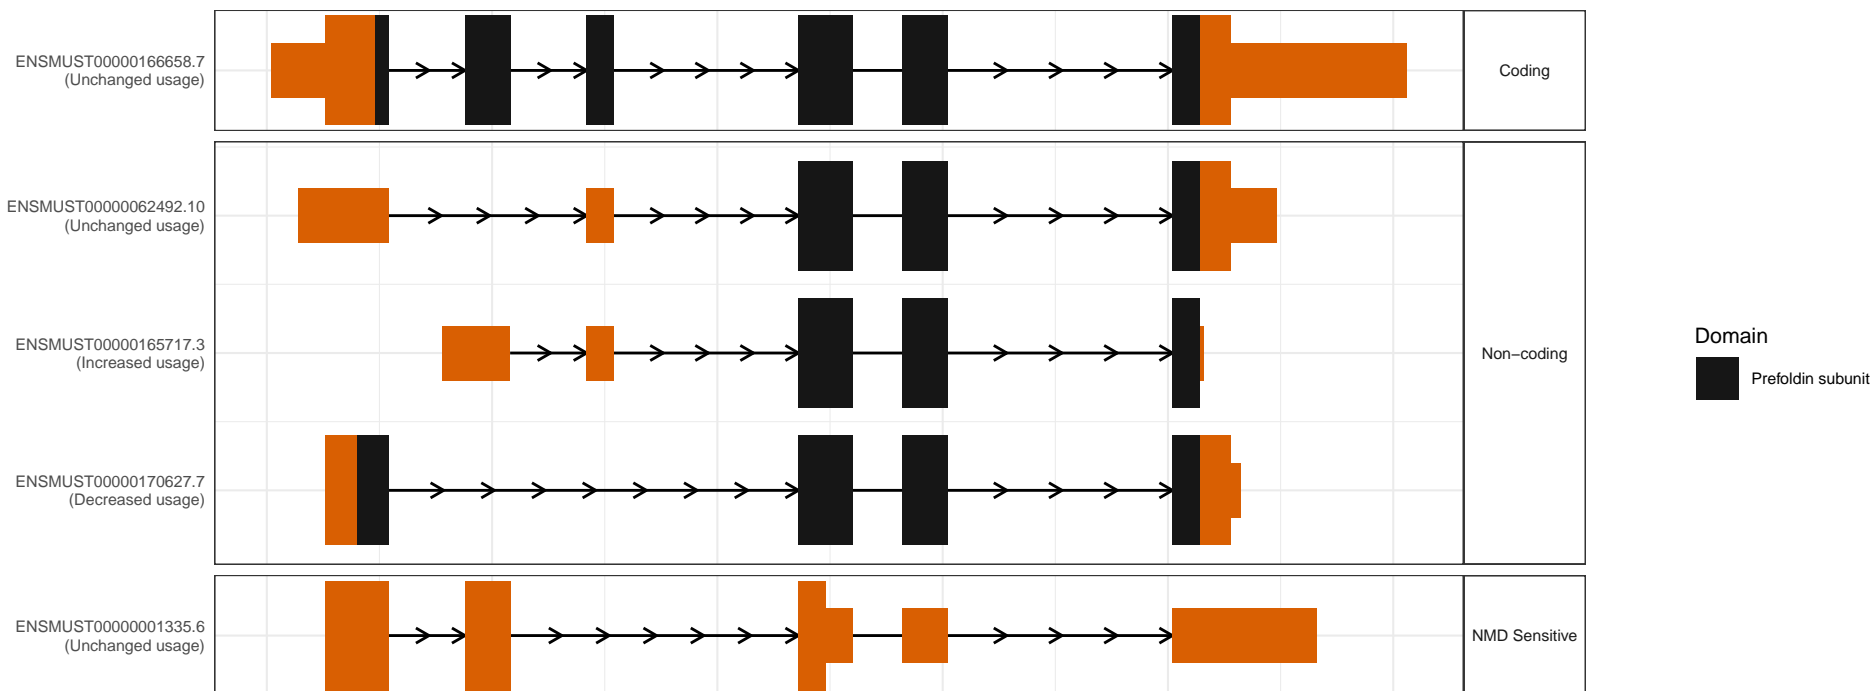 ENSMUST00000166658.7
(Unchanged usage)
Coding
ENSMUST00000062492.10
(Unchanged usage)
ENSMUST00000165717.3
(Increased usage)
Non−coding
ENSMUST00000170627.7
(Decreased usage)
ENSMUST00000001335.6
(Unchanged usage)
NMD Sensitive
Domain
Prefoldin subunit